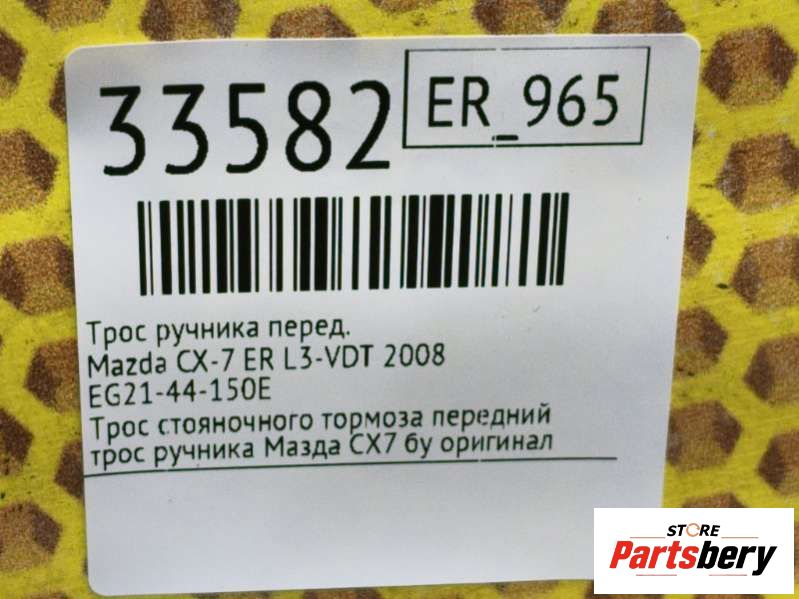 33582
ER_965
Трос ручника перед.
Mazda CX-7 ER L3-VDT 2008
EG21-44-150E
Трос стояночного тормоза передний
трос ручника Мазда СХ7 бу оригинал
STORE
Partsbery